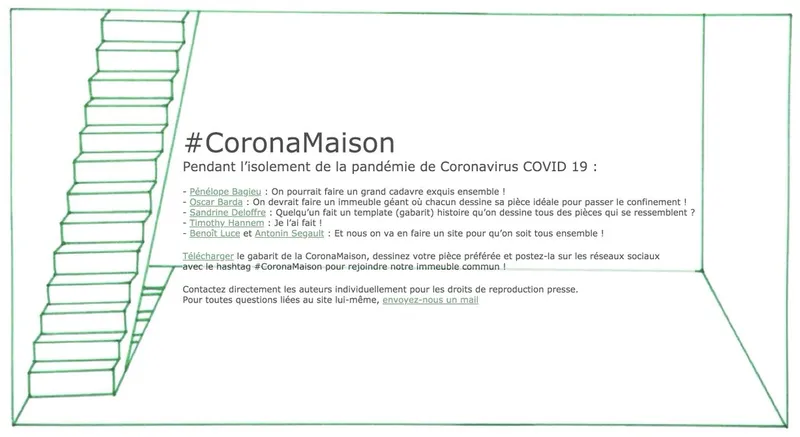 #CoronaMaison
Pendant l’isolement de la pandémie de Coronavirus COVID 19 :
- Pénélope Bagieu : On pourrait faire un grand cadavre exquis ensemble !
- Oscar Barda : On devrait faire un immeuble géant où chacun dessine sa pièce idéale pour passer le confinement !
- Sandrine Deloffre : Quelqu’un fait un template (gabarit) histoire qu’on dessine tous des pièces qui se ressemblent ?
- Timothy Hannem : Je l’ai fait !
- Benoît Luce et Antonin Segault : Et nous on va en faire un site pour qu’on soit tous ensemble !
Télécharger le gabarit de la CoronaMaison, dessinez votre pièce préférée et postez-la sur les réseaux sociaux
avec le hashtag #CoronaMaison pour rejoindre notre immeuble commun !
Contactez directement les auteurs individuellement pour les droits de reproduction presse.
Pour toutes questions liées au site lui-même, envoyez-nous un mail